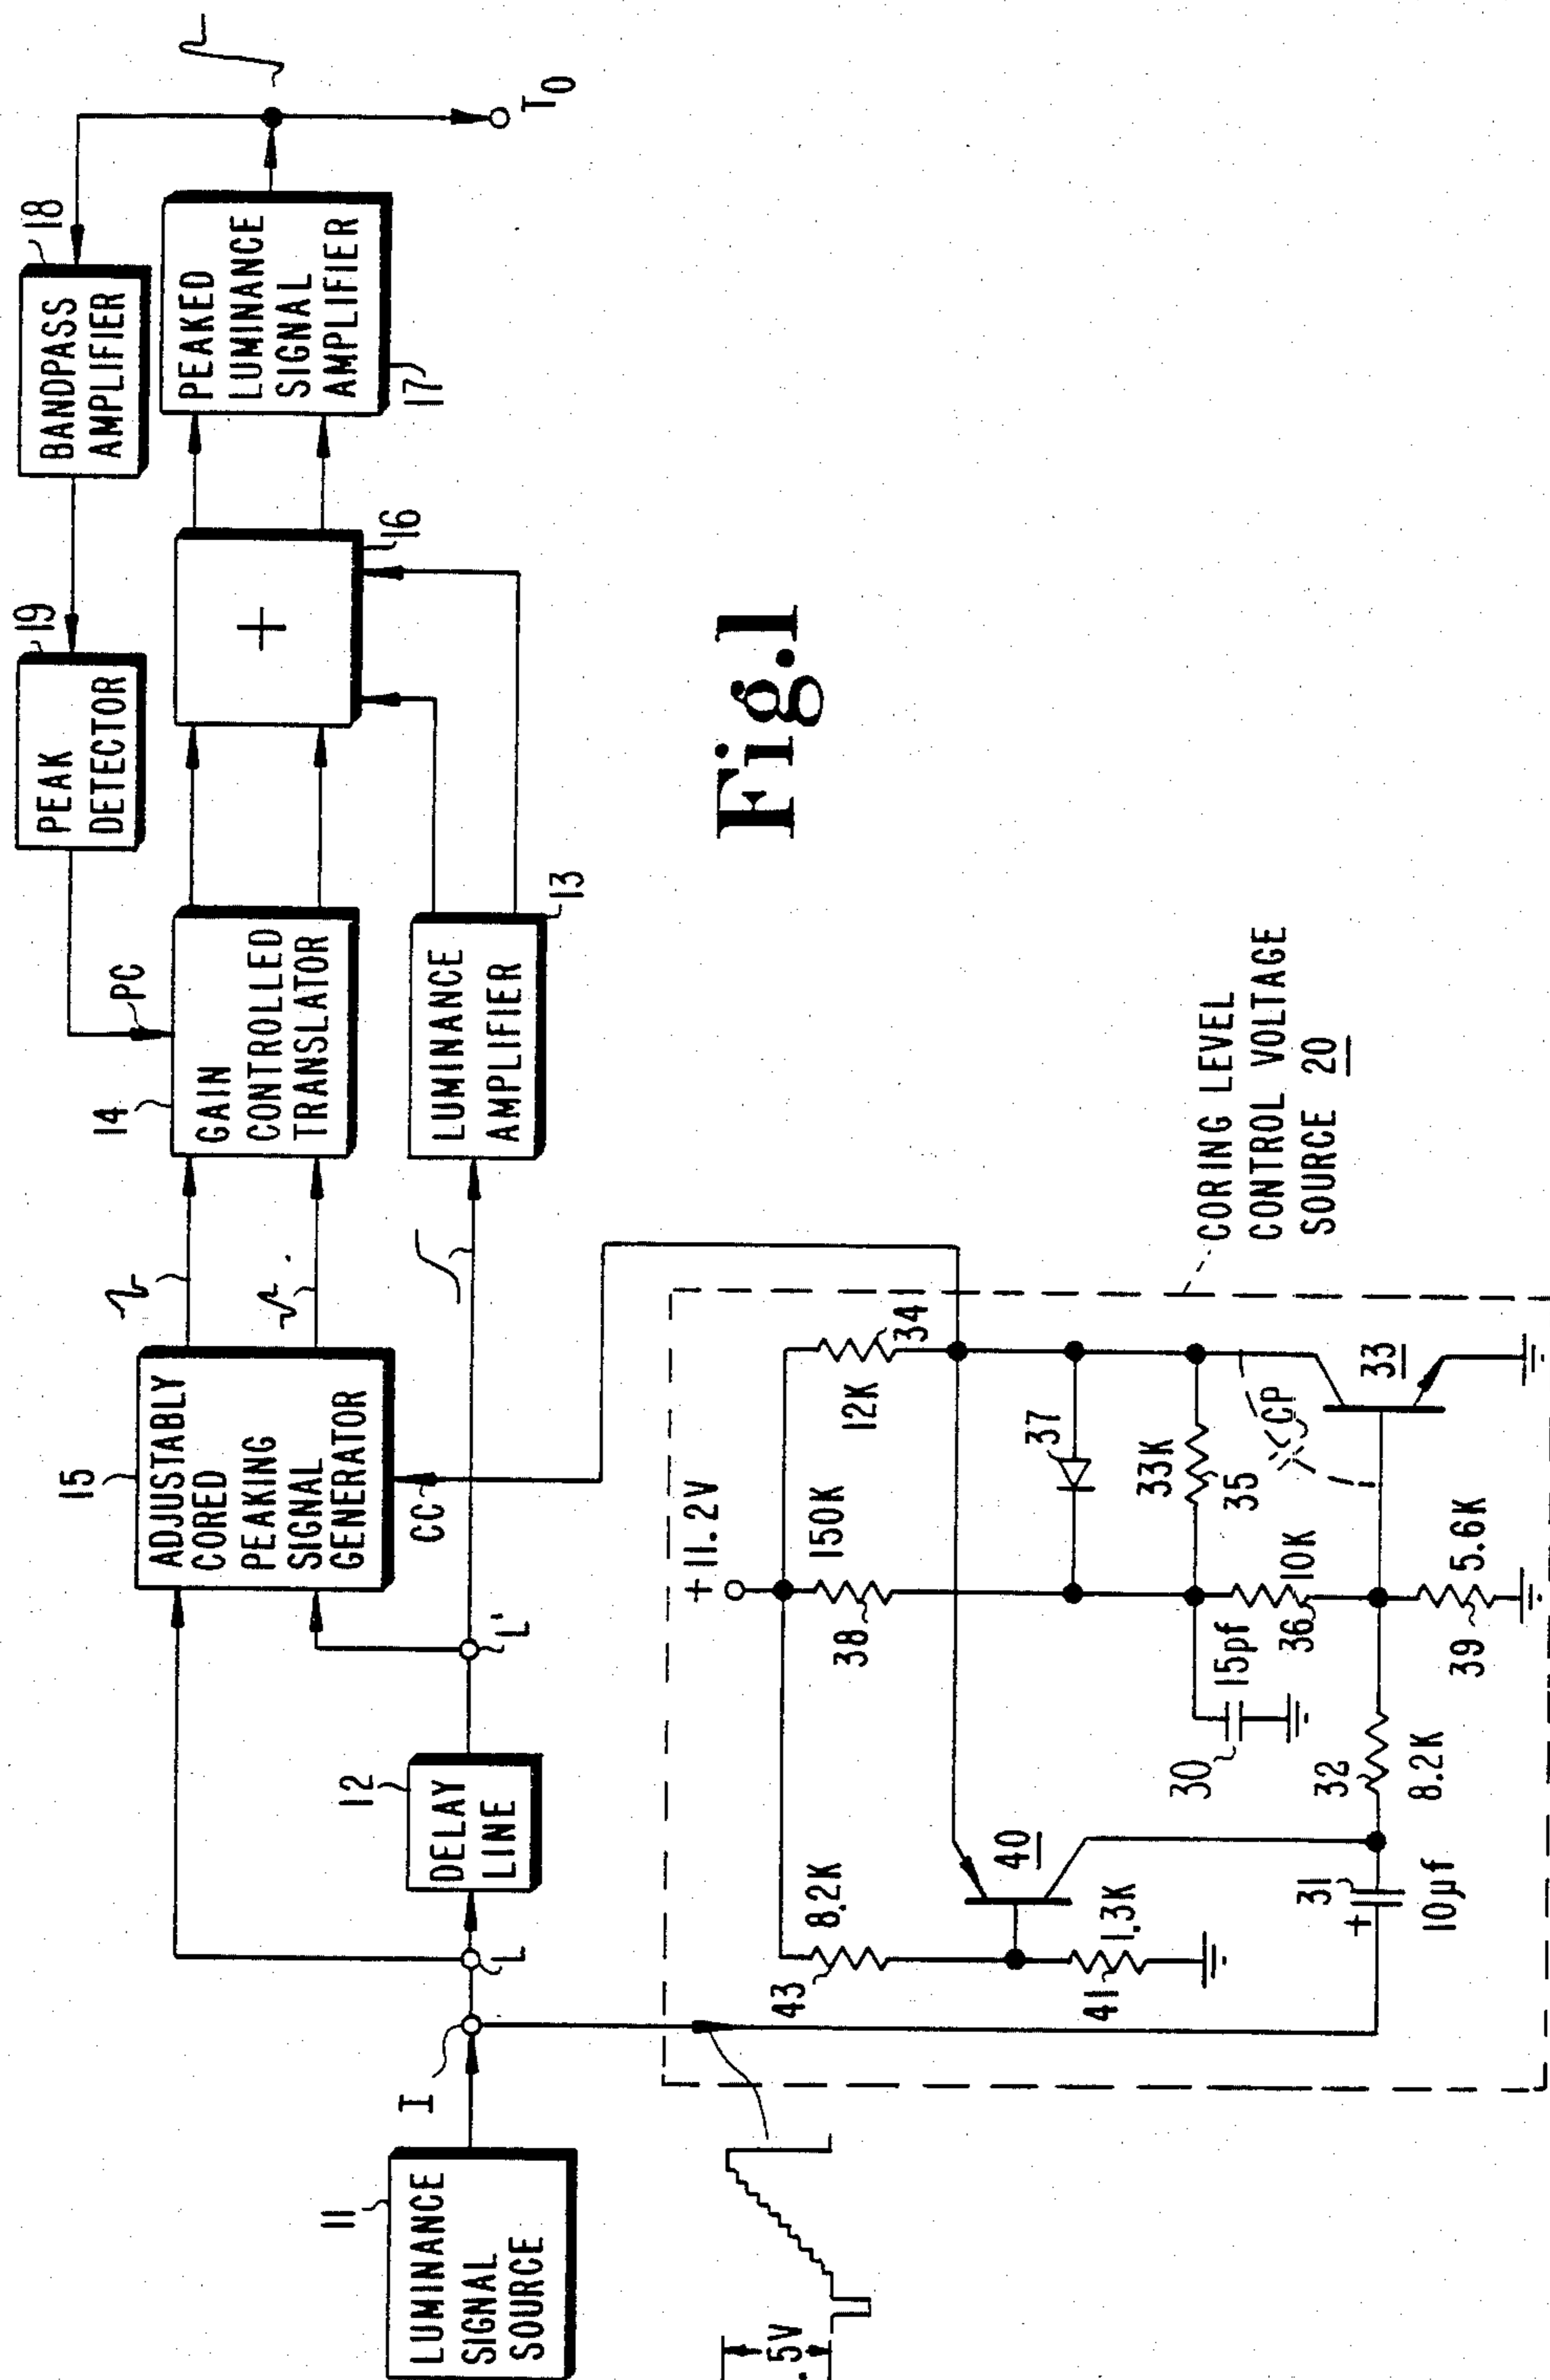 18
BANDPASS
AMPLIFIER
19
PEAK
DETECTOR
PC
14
GAIN
CONTROLLED
TRANSLATOR
+
16
PEAKED
LUMINANCE
SIGNAL
AMPLIFIER
17
T0
15
ADJUSTABLY
CORED
PEAKING
SIGNAL
GENERATOR
CC
LUMINANCE
AMPLIFIER
13
11
LUMINANCE
SIGNAL
SOURCE
I
L
12
DELAY
LINE
L'
Fig.1
CORING LEVEL
CONTROL VOLTAGE
SOURCE 20
.5V
+11.2V
43
8.2K
41
1.3K
40
38
150K
12K
34
37
33K
35
30
15pf
36
10K
CP
33
31
+
10µf
32
8.2K
39
5.6K